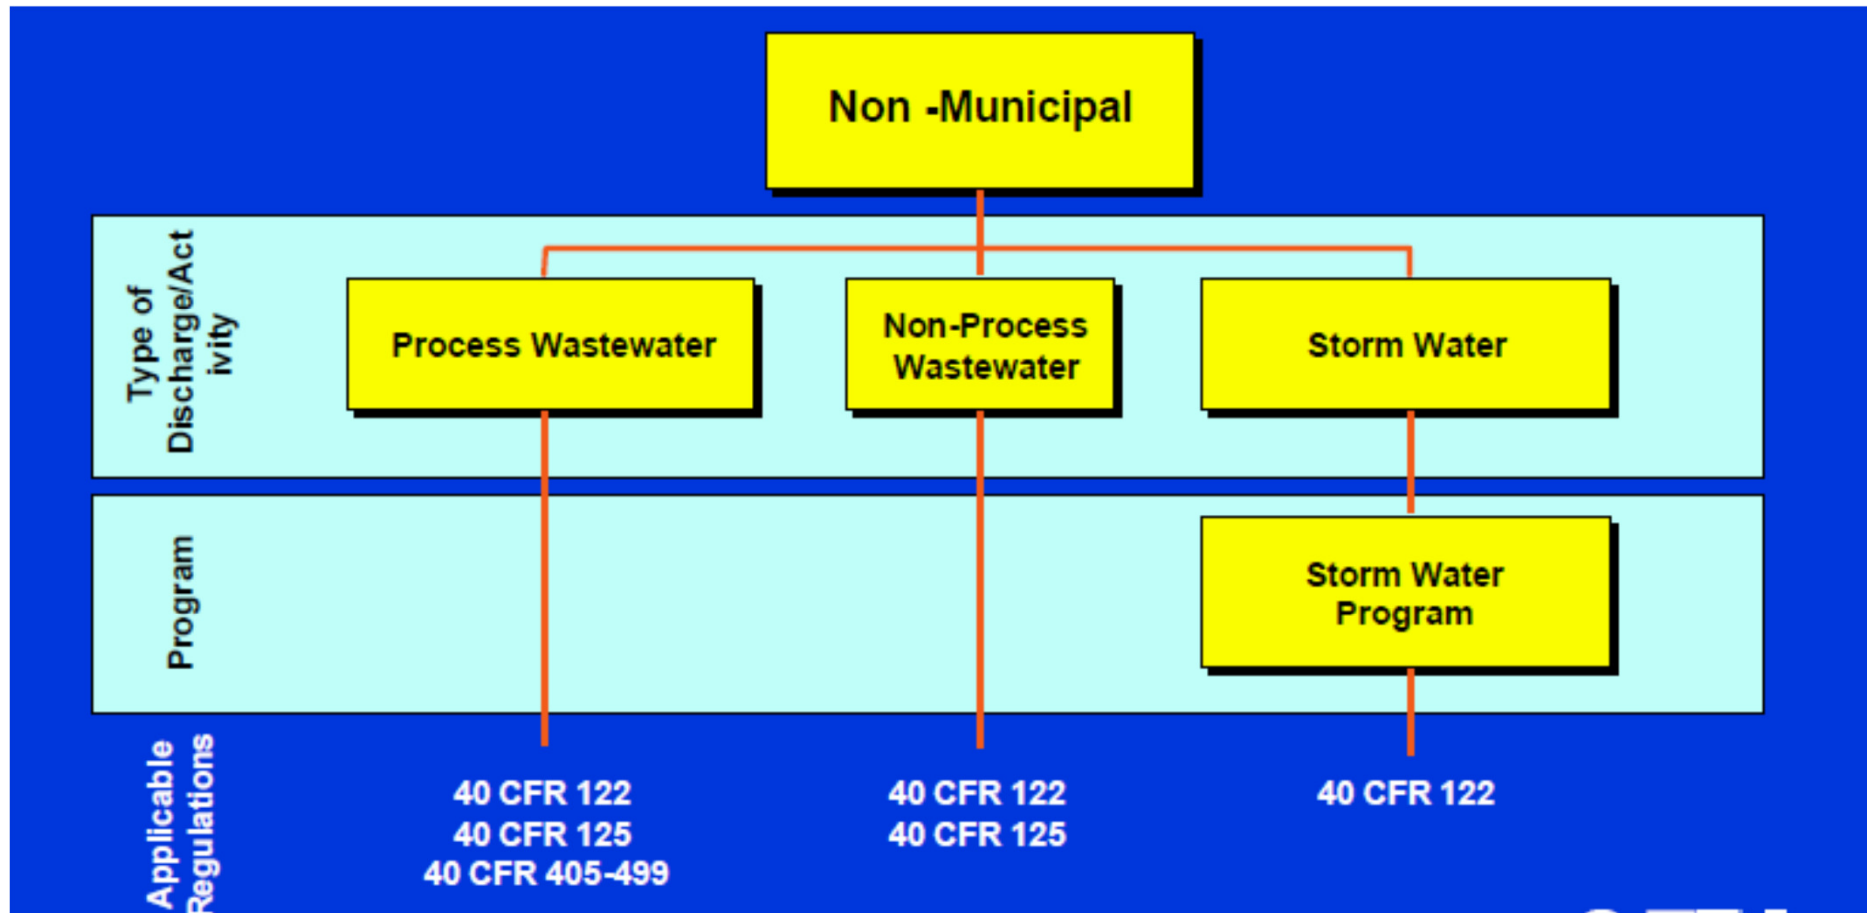 Non -Municipal
Type of
Discharge/Act
ivity
Process Wastewater
Non-Process
Wastewater
Storm Water
Program
Storm Water
Program
Applicable
Regulations
40 CFR 122
40 CFR 125
40 CFR 405-499
40 CFR 122
40 CFR 125
40 CFR 122